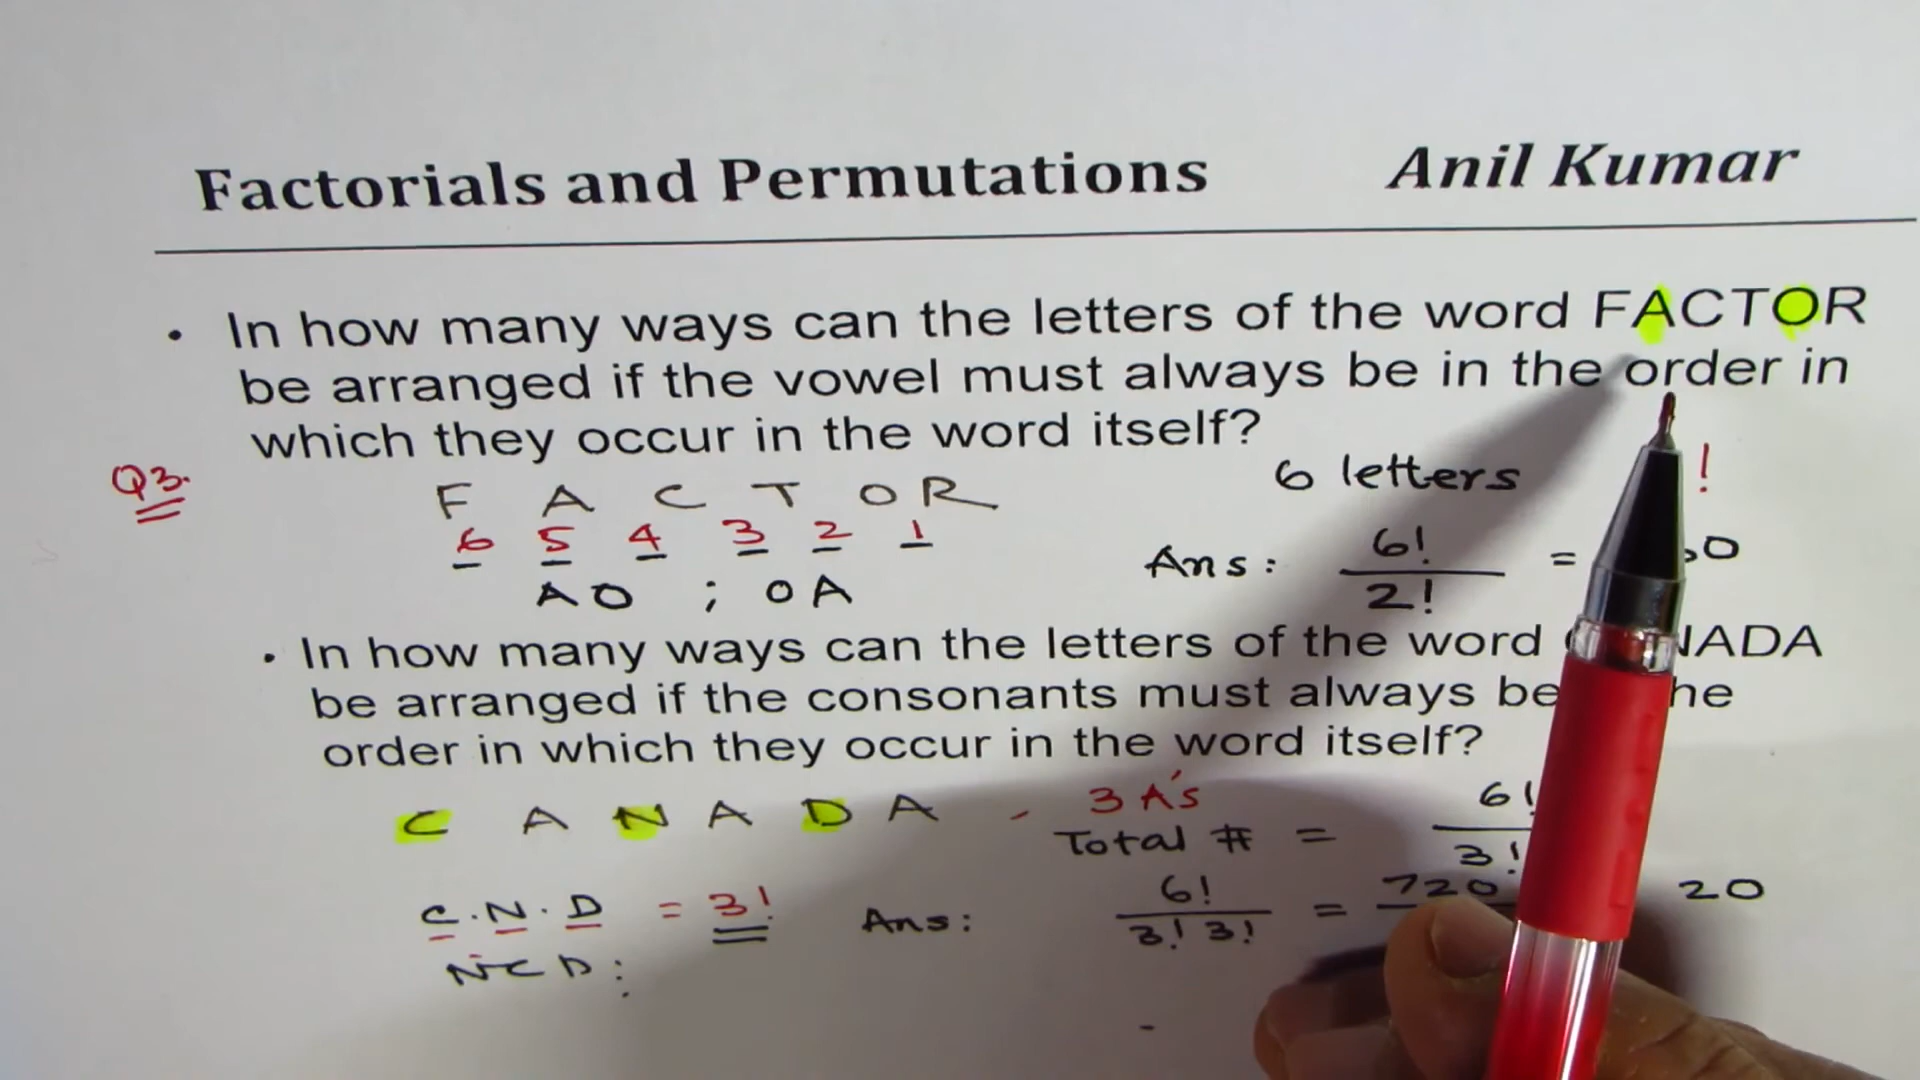 Factorials and Permutations Anil Kumar
• In how many ways can the letters of the word FACTOR
be arranged if the vowel must always be in the order in
which they occur in the word itself?
Q3.
6 letters !
F A C T O R
6 5 4 3 2 1
Ans: 6!/2! = 0
AO ; OA
• In how many ways can the letters of the word NADA
be arranged if the consonants must always be
order in which they occur in the word itself?
C A N A D A - 3 A's
Total # = 6!/3!
C.N.D = 3! Ans: 6!/3! 3! = 720 20
NCD: